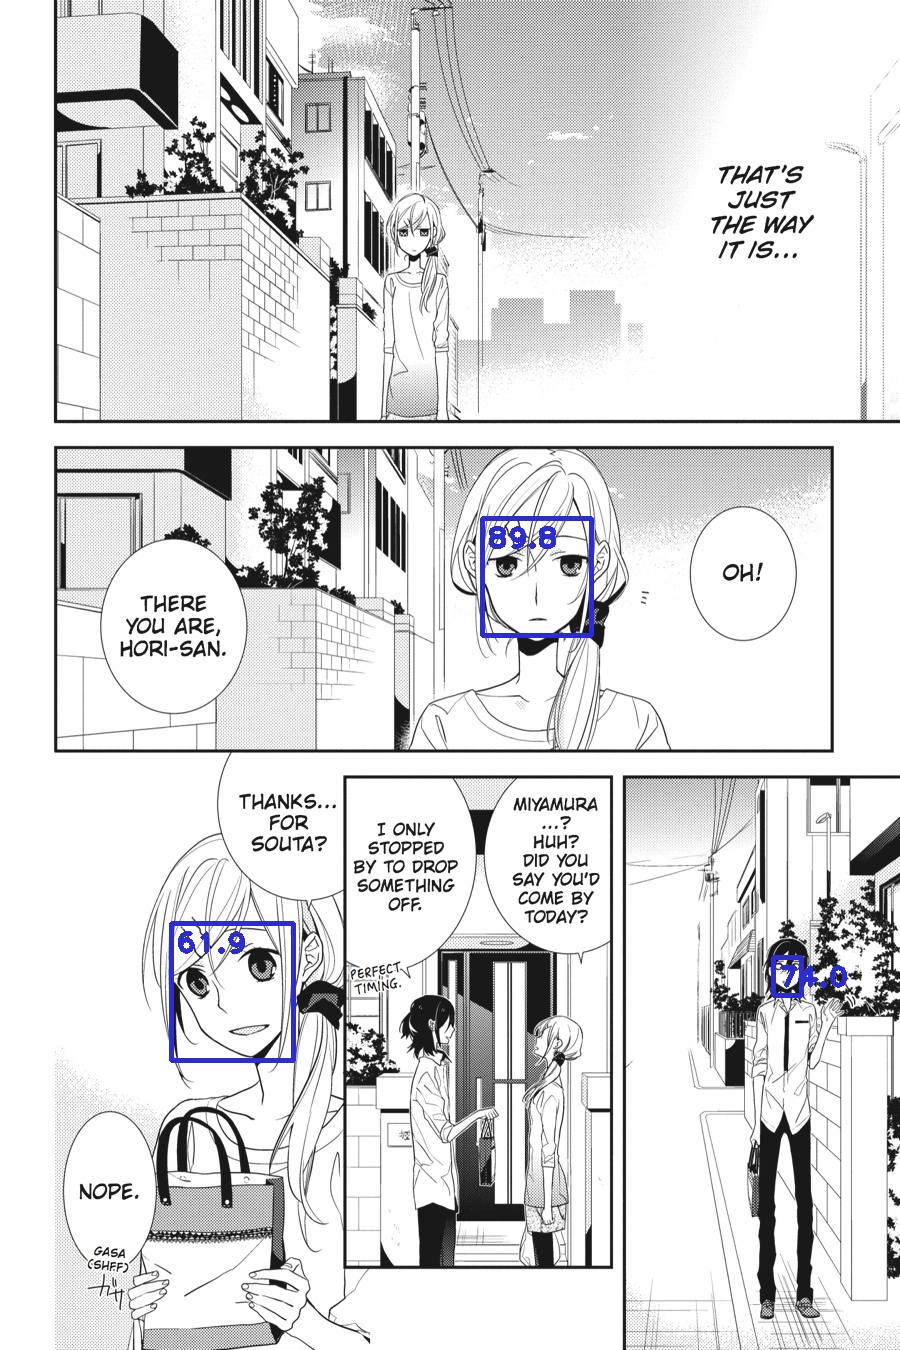 THAT'S
JUST
THE WAY
IT IS...
OH!
89.8
THERE
YOU ARE,
HORI-SAN.
MIYAMURA
...?
HUH?
DID YOU
SAY YOU'D
COME BY
TODAY?
I ONLY
STOPPED
BY TO DROP
SOMETHING
OFF.
PERFECT
TIMING.
74.0
THANKS...
FOR
SOUTA?
61.9
NOPE.
GASA
(SHFF)
ガサ